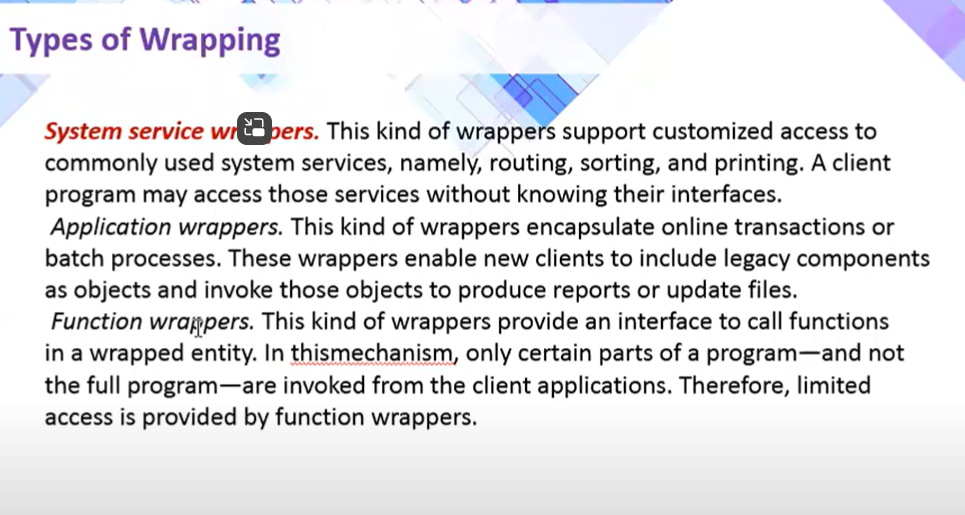 Types of Wrapping
System service wrappers. This kind of wrappers support customized access to
commonly used system services, namely, routing, sorting, and printing. A client
program may access those services without knowing their interfaces.
Application wrappers. This kind of wrappers encapsulate online transactions or
batch processes. These wrappers enable new clients to include legacy components
as objects and invoke those objects to produce reports or update files.
Function wrappers. This kind of wrappers provide an interface to call functions
in a wrapped entity. In thismechanism, only certain parts of a program—and not
the full program—are invoked from the client applications. Therefore, limited
access is provided by function wrappers.